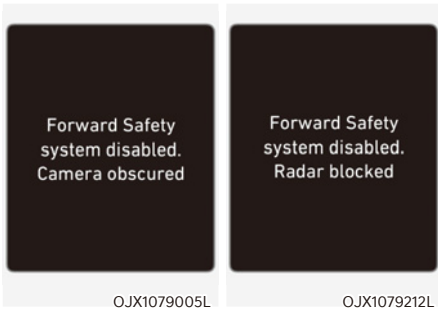 Forward Safety
system disabled.
Camera obscured
OJX1079005L
Forward Safety
system disabled.
Radar blocked
OJX1079212L